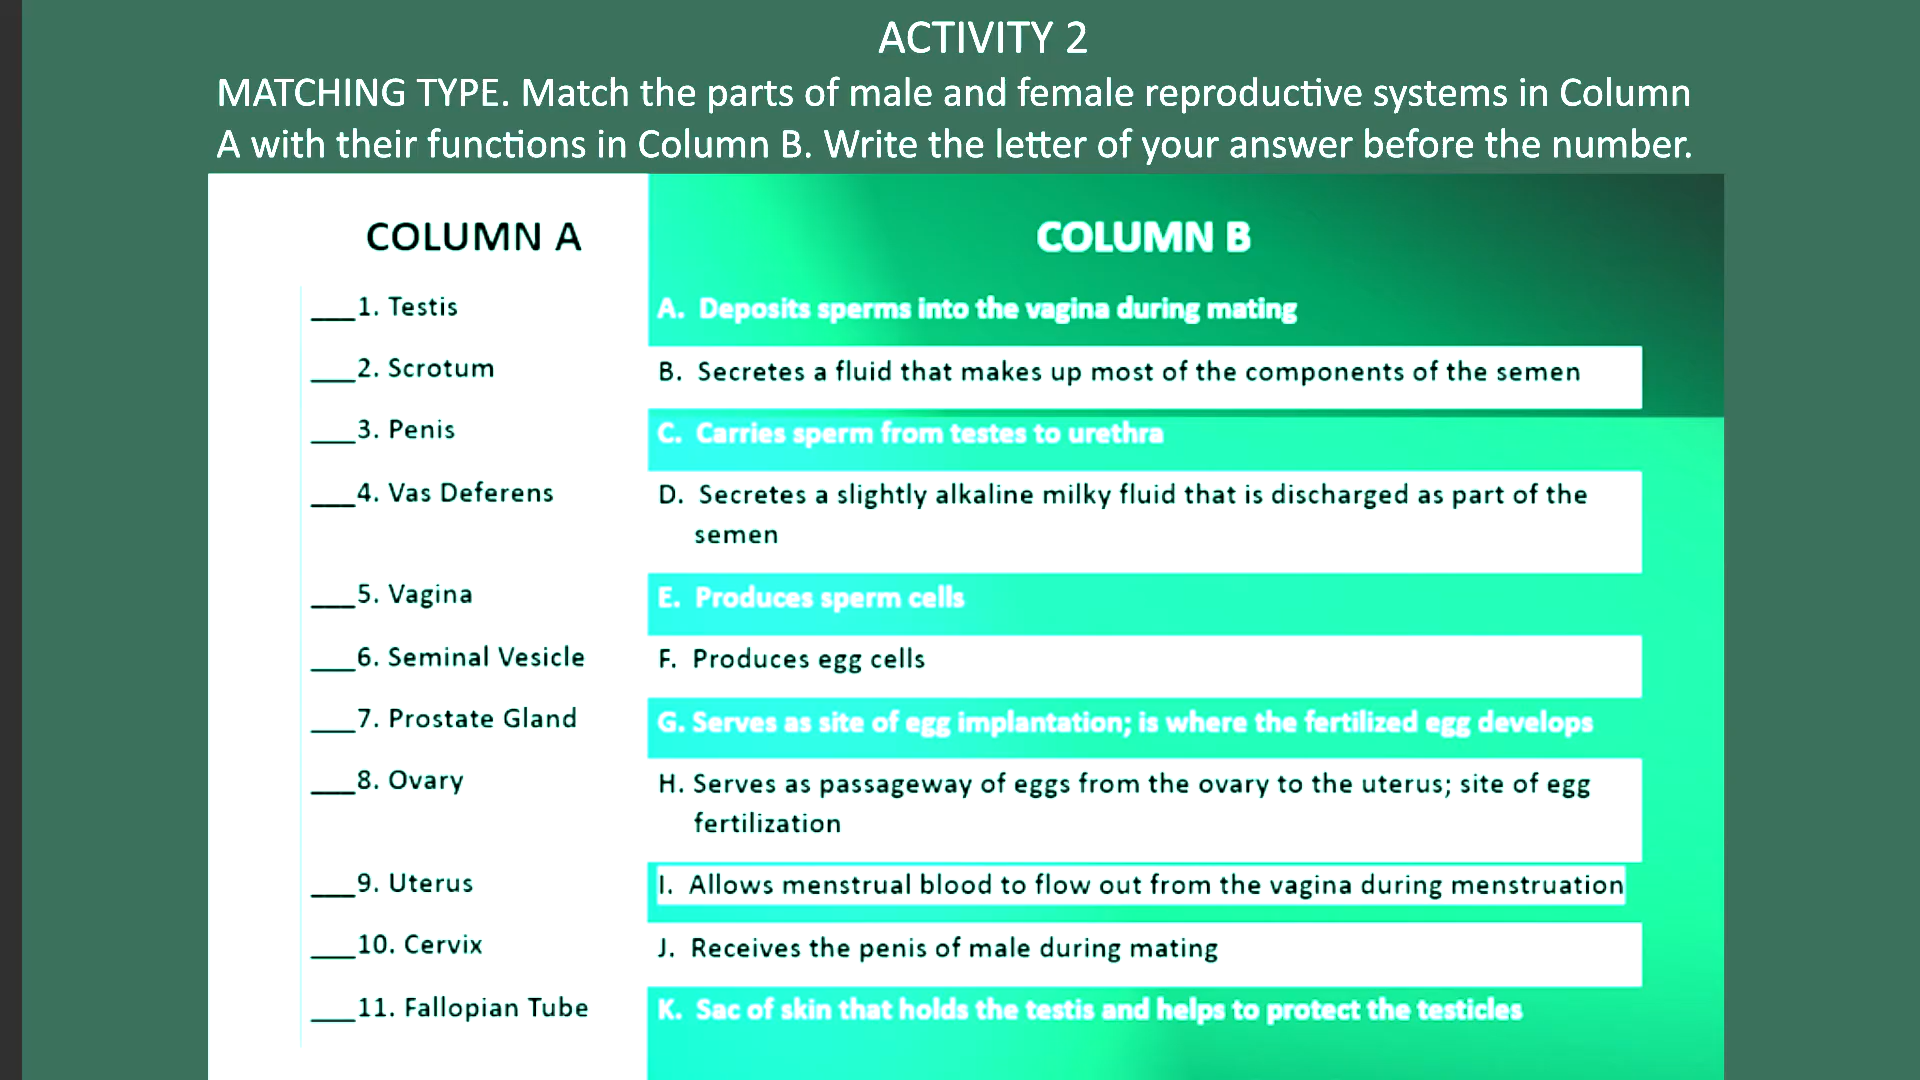 ACTIVITY 2
MATCHING TYPE. Match the parts of male and female reproductive systems in Column
A with their functions in Column B. Write the letter of your answer before the number.
COLUMN A
COLUMN B
___1. Testis
A. Deposits sperms into the vagina during mating
___2. Scrotum
B. Secretes a fluid that makes up most of the components of the semen
___3. Penis
C. Carries sperm from testes to urethra
___4. Vas Deferens
D. Secretes a slightly alkaline milky fluid that is discharged as part of the
semen
___5. Vagina
E. Produces sperm cells
___6. Seminal Vesicle
F. Produces egg cells
___7. Prostate Gland
G. Serves as site of egg implantation; is where the fertilized egg develops
___8. Ovary
H. Serves as passageway of eggs from the ovary to the uterus; site of egg
fertilization
___9. Uterus
I. Allows menstrual blood to flow out from the vagina during menstruation
___10. Cervix
J. Receives the penis of male during mating
___11. Fallopian Tube
K. Sac of skin that holds the testis and helps to protect the testicles